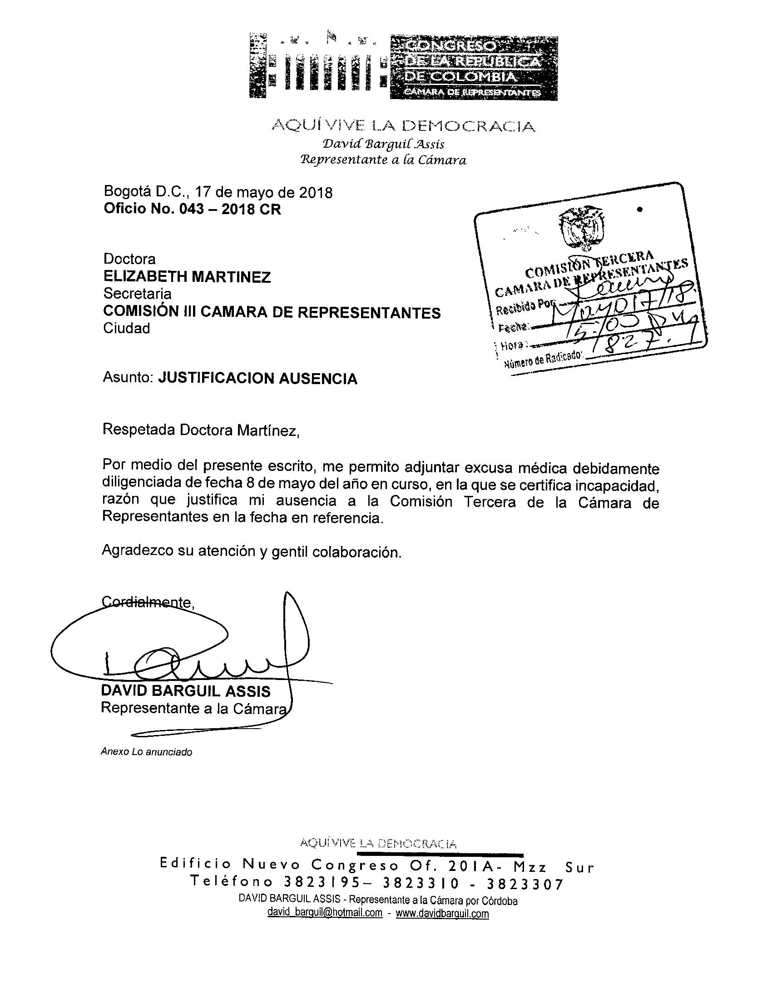 CONGRESO
DE LA REPÚBLICA
DE COLOMBIA
CAMARA DE REPRESENTANTES
AQUÍ VIVE LA DEMOCRACIA
David Barguil Assis
Representante a la Cámara
Bogotá D.C., 17 de mayo de 2018
Oficio No. 043 – 2018 CR
COMISIÓN TERCERA
CAMARA DE REPRESENTANTES
Recibido Por:
Fecha: Mayo 17/18.
Hora: 5:00 PM
Número de Radicado: 827.
Doctora
ELIZABETH MARTINEZ
Secretaria
COMISIÓN III CAMARA DE REPRESENTANTES
Ciudad
Asunto: JUSTIFICACION AUSENCIA
Respetada Doctora Martínez,
Por medio del presente escrito, me permito adjuntar excusa médica debidamente
diligenciada de fecha 8 de mayo del año en curso, en la que se certifica incapacidad,
razón que justifica mi ausencia a la Comisión Tercera de la Cámara de
Representantes en la fecha en referencia.
Agradezco su atención y gentil colaboración.
Cordialmente,
DAVID BARGUIL ASSIS
Representante a la Cámara
Anexo Lo anunciado
AQUÍ VIVE LA DEMOCRACIA
Edificio Nuevo Congreso Of. 201A- Mzz Sur
Teléfono 3823195– 3823310 - 3823307
DAVID BARGUIL ASSIS - Representante a la Cámara por Córdoba
david_barguil@hotmail.com - www.davidbarguil.com